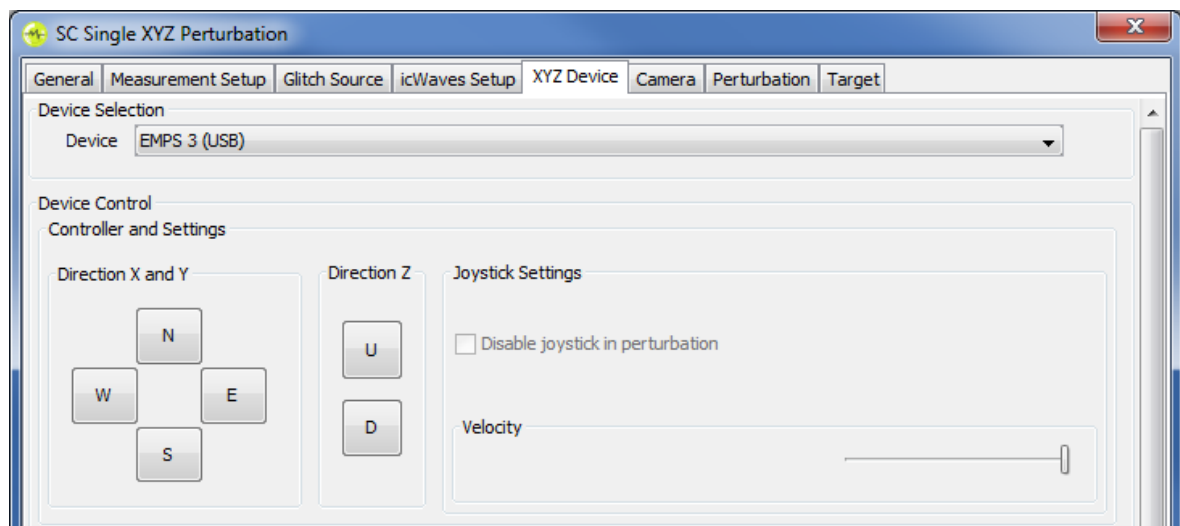 SC Single XYZ Perturbation
General Measurement Setup Glitch Source icWaves Setup XYZ Device Camera Perturbation Target
Device Selection
Device EMPS 3 (USB)
Device Control
Controller and Settings
Direction X and Y Direction Z Joystick Settings
N
U Disable joystick in perturbation
W E
D Velocity
S